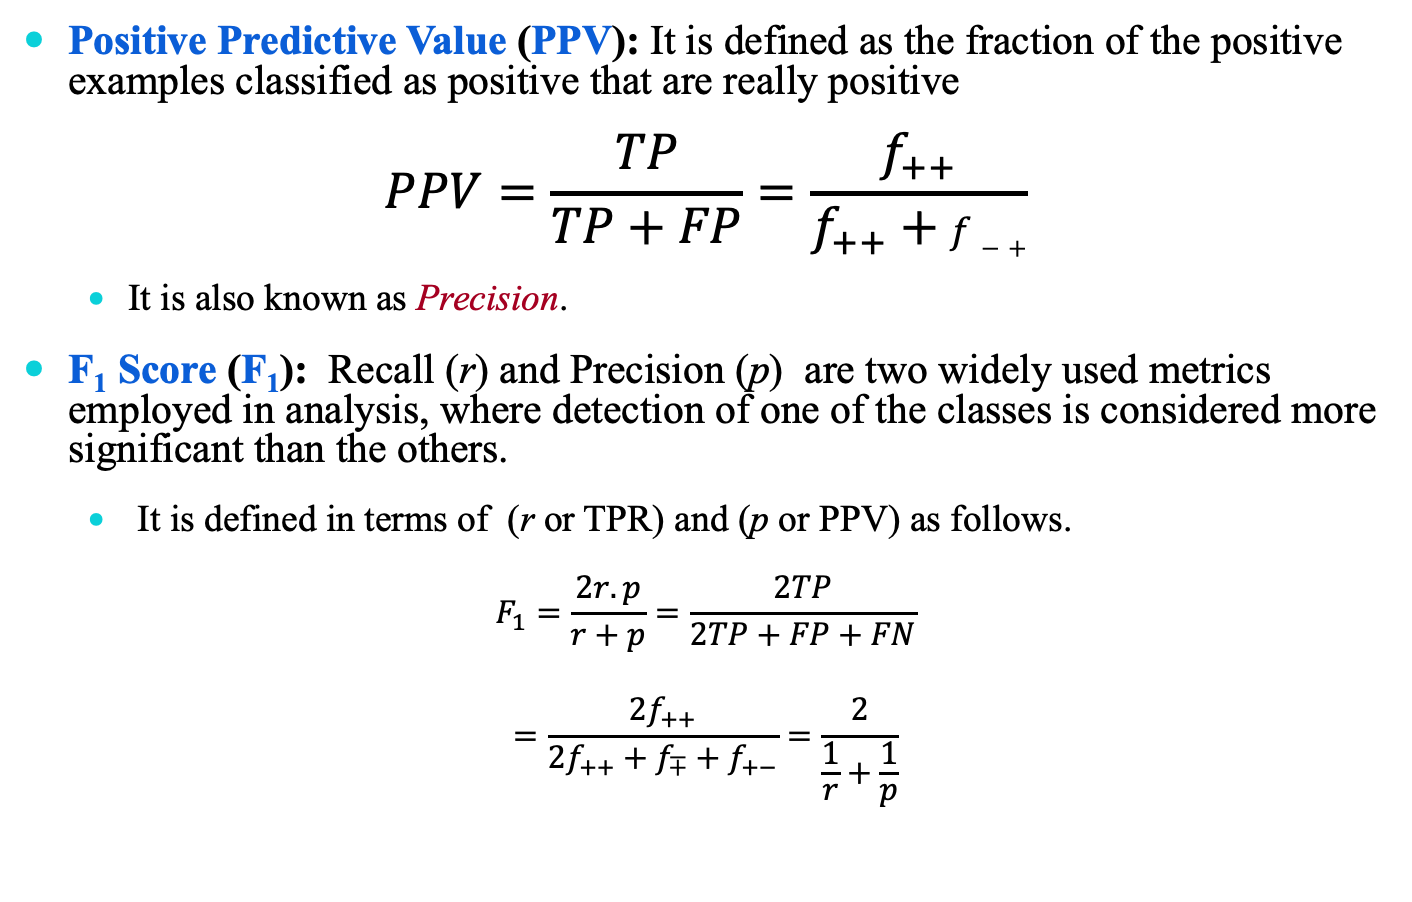 • Positive Predictive Value (PPV): It is defined as the fraction of the positive
examples classified as positive that are really positive
PPV = TP / (TP + FP) = f₊₊ / (f₊₊ + f₋₊)
• It is also known as Precision.
• F₁ Score (F₁): Recall (r) and Precision (p) are two widely used metrics
employed in analysis, where detection of one of the classes is considered more
significant than the others.
• It is defined in terms of (r or TPR) and (p or PPV) as follows.
F₁ = 2r.p / (r + p) = 2TP / (2TP + FP + FN)
= 2f₊₊ / (2f₊₊ + f∓ + f₊₋) = 2 / (1/r + 1/p)